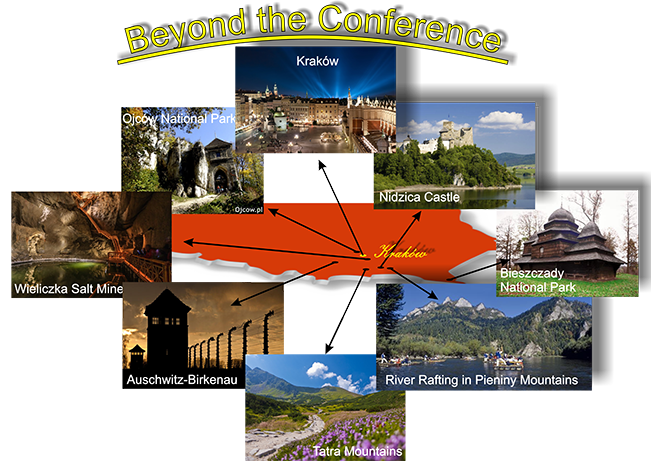 Beyond the Conference
Kraków
Ojców National Park
Ojcow.pl
Nidzica Castle
Wieliczka Salt Mine
Kraków
Bieszczady
National Park
Auschwitz-Birkenau
River Rafting in Pieniny Mountains
Tatra Mountains